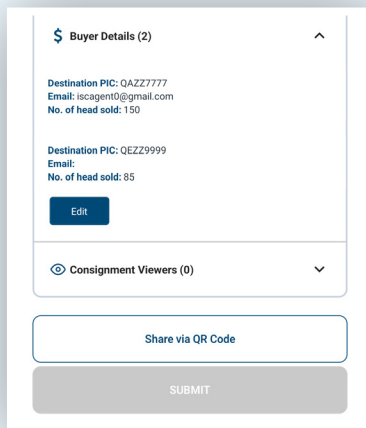 $ Buyer Details (2)
Destination PIC: QAZZ7777
Email: iscagent0@gmail.com
No. of head sold: 150
Destination PIC: QEZZ9999
Email:
No. of head sold: 85
Edit
Consignment Viewers (0)
Share via QR Code
SUBMIT